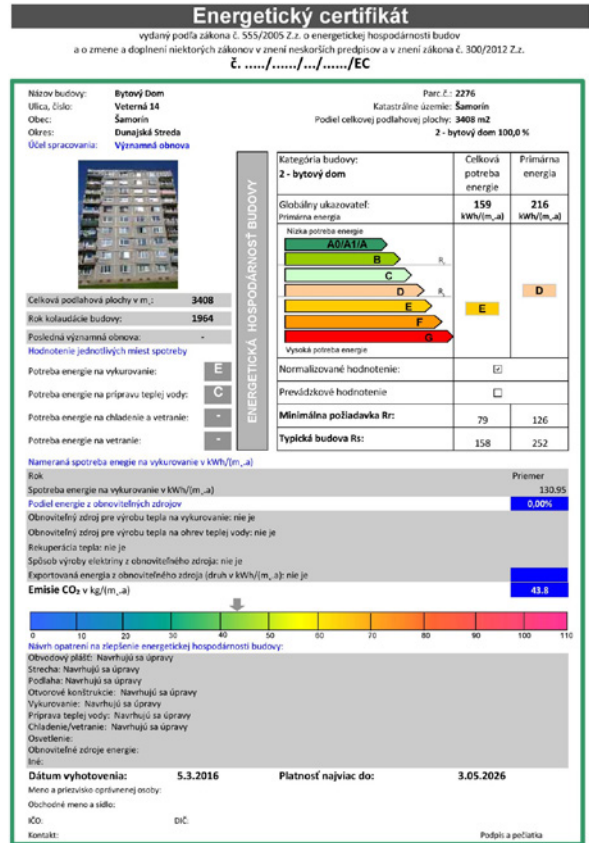 Energetický certifikát
vydaný podľa zákona č. 555/2005 Z.z. o energetickej hospodárnosti budov
a o zmene a doplnení niektorých zákonov v znení neskorších predpisov a v znení zákona č. 300/2012 Z.z.
č. ...../....../.../....../EC
Názov budovy: Bytový Dom Parc.č.: 2276
Ulica, číslo: Veterná 14 Katastrálne územie: Šamorín
Obec: Šamorín Podiel celkovej podlahovej plochy: 3408 m2
Okres: Dunajská Streda 2 - bytový dom 100,0 %
Účel spracovania: Významná obnova
ENERGETICKÁ HOSPODÁRNOSŤ BUDOVY
Kategória budovy: Celková potreba energie Primárna energia
2 - bytový dom
Globálny ukazovateľ: 159 216
Primárna energia kWh/(m2.a) kWh/(m2.a)
Nízka potreba energie
A0/A1/A
B
C
D D
E E
F
G
Vysoká potreba energie
Celková podlahová plochy v m2: 3408
Rok kolaudácie budovy: 1964
Posledná významná obnova: -
Hodnotenie jednotlivých miest spotreby
Potreba energie na vykurovanie: E
Potreba energie na prípravu teplej vody: C
Potreba energie na chladenie a vetranie: -
Potreba energie na vetranie: -
Normalizované hodnotenie: ☑
Prevádzkové hodnotenie ☐
Minimálna požiadavka Rr: 79 126
Typická budova Rs: 158 252
Nameraná spotreba enegie na vykurovanie v kWh/(m2.a)
Rok Priemer
Spotreba energie na vykurovanie v kWh/(m2.a) 130.95
Podiel energie z obnoviteľných zdrojov 0,00%
Obnoviteľný zdroj pre výrobu tepla na vykurovanie: nie je
Obnoviteľný zdroj pre výrobu tepla na ohrev teplej vody: nie je
Rekuperácia tepla: nie je
Spôsob výroby elektriny z obnoviteľného zdroja: nie je
Exportovaná energia z obnoviteľného zdroja (druh v kWh/(m2.a): nie je
Emisie CO₂ v kg/(m2.a) 43.8
0 10 20 30 40 50 60 70 80 90 100 110
Návrh opatrení na zlepšenie energetickej hospodárnosti budovy:
Obvodový plášť: Navrhujú sa úpravy
Strecha: Navrhujú sa úpravy
Podlaha: Navrhujú sa úpravy
Otvorové konštrukcie: Navrhujú sa úpravy
Vykurovanie: Navrhujú sa úpravy
Príprava teplej vody: Navrhujú sa úpravy
Chladenie/vetranie: Navrhujú sa úpravy
Osvetlenie:
Obnoviteľné zdroje energie:
Iné:
Dátum vyhotovenia: 5.3.2016 Platnosť najviac do: 3.05.2026
Meno a priezvisko oprávnenej osoby:
Obchodné meno a sídlo:
IČO: DIČ:
Kontakt: Podpis a pečiatka